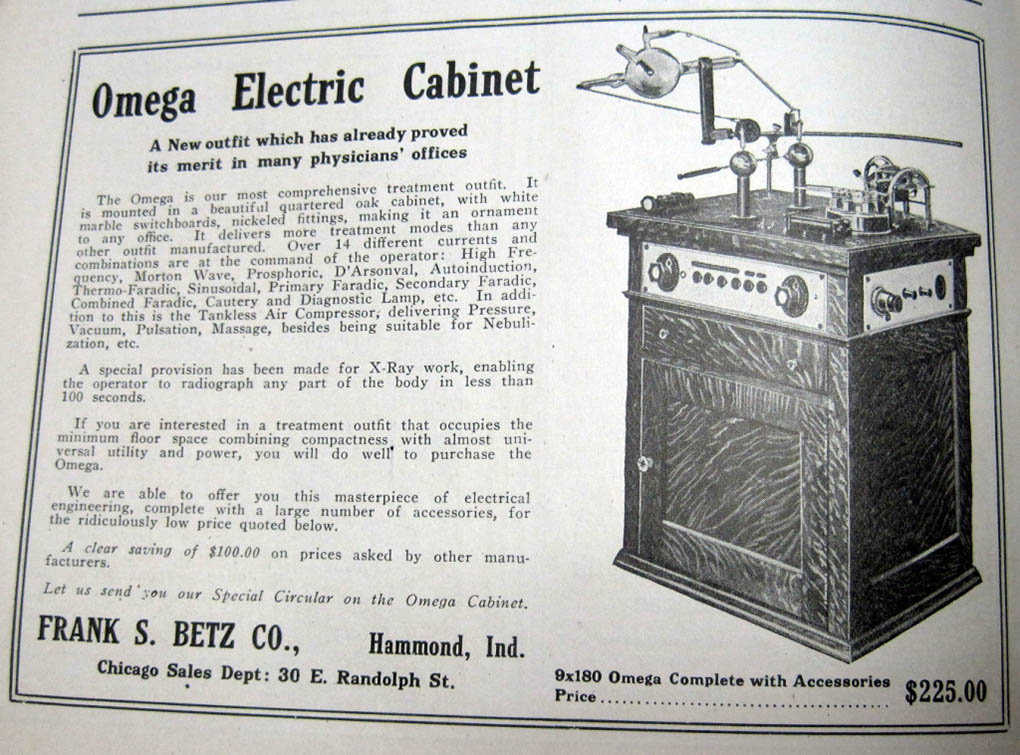 Omega Electric Cabinet
A New outfit which has already proved
its merit in many physicians' offices
The Omega is our most comprehensive treatment outfit. It
is mounted in a beautiful quartered oak cabinet, with white
marble switchboards, nickeled fittings, making it an ornament
to any office. It delivers more treatment modes than any
other outfit manufactured. Over 14 different currents and
combinations are at the command of the operator: High Fre-
quency, Morton Wave, Prosphoric, D'Arsonval, Autoinduction,
Thermo-Faradic, Sinusoidal, Primary Faradic, Secondary Faradic,
Combined Faradic, Cautery and Diagnostic Lamp, etc. In addi-
tion to this is the Tankless Air Compressor, delivering Pressure,
Vacuum, Pulsation, Massage, besides being suitable for Nebuli-
zation, etc.
A special provision has been made for X-Ray work, enabling
the operator to radiograph any part of the body in less than
100 seconds.
If you are interested in a treatment outfit that occupies the
minimum floor space combining compactness with almost uni-
versal utility and power, you will do well to purchase the
Omega.
We are able to offer you this masterpiece of electrical
engineering, complete with a large number of accessories, for
the ridiculously low price quoted below.
A clear saving of $100.00 on prices asked by other manu-
facturers.
Let us send you our Special Circular on the Omega Cabinet.
FRANK S. BETZ CO., Hammond, Ind.
Chicago Sales Dept: 30 E. Randolph St.
9x180 Omega Complete with Accessories
Price........................................ $225.00